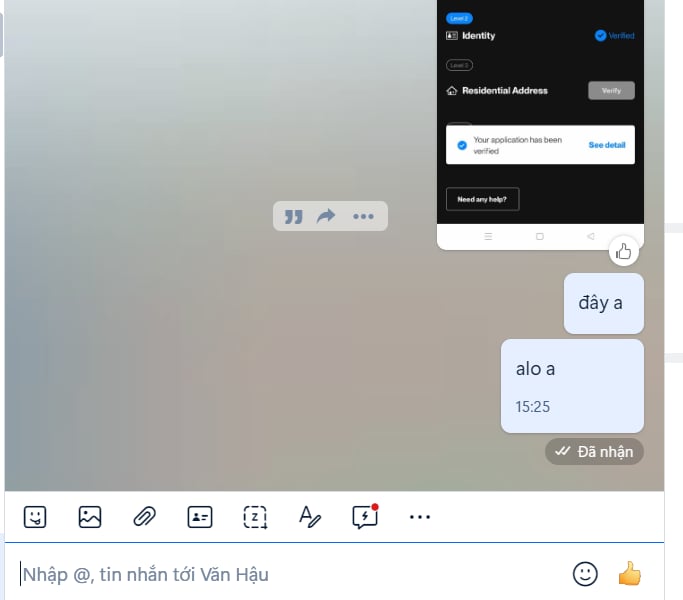 Level 2
Identity
Verified
Level 3
Residential Address
Verify
Your application has been
verified
See detail
Need any help?
đây a
alo a
15:25
Đã nhận
Nhập @, tin nhắn tới Văn Hậu